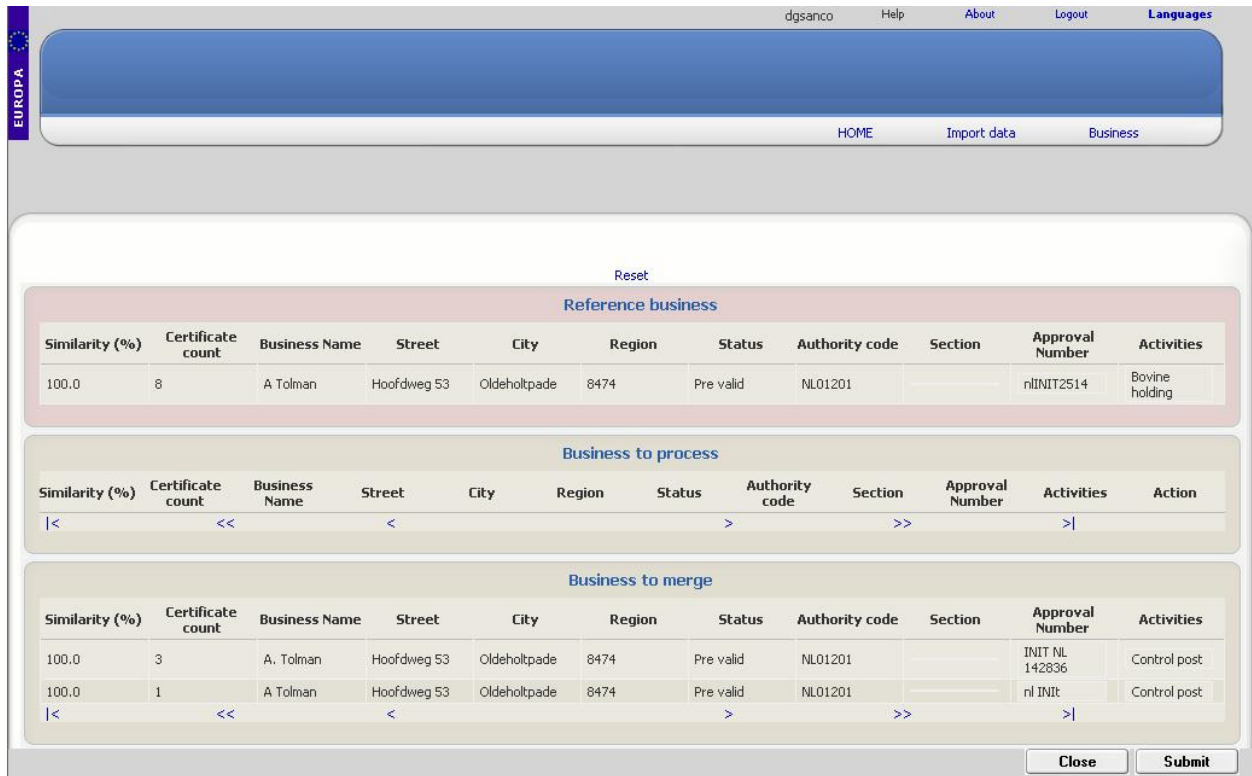 dgsanco Help About Logout Languages
EUROPA
HOME Import data Business
Reset
Reference business
Similarity (%) Certificate count Business Name Street City Region Status Authority code Section Approval Number Activities
100.0 8 A Tolman Hoofdweg 53 Oldeholtpade 8474 Pre valid NL01201 nlINIT2514 Bovine holding
Business to process
Similarity (%) Certificate count Business Name Street City Region Status Authority code Section Approval Number Activities Action
|< << < > >> >|
Business to merge
Similarity (%) Certificate count Business Name Street City Region Status Authority code Section Approval Number Activities
100.0 3 A. Tolman Hoofdweg 53 Oldeholtpade 8474 Pre valid NL01201 INIT NL 142836 Control post
100.0 1 A Tolman Hoofdweg 53 Oldeholtpade 8474 Pre valid NL01201 nl INIt Control post
|< << < > >> >|
Close Submit